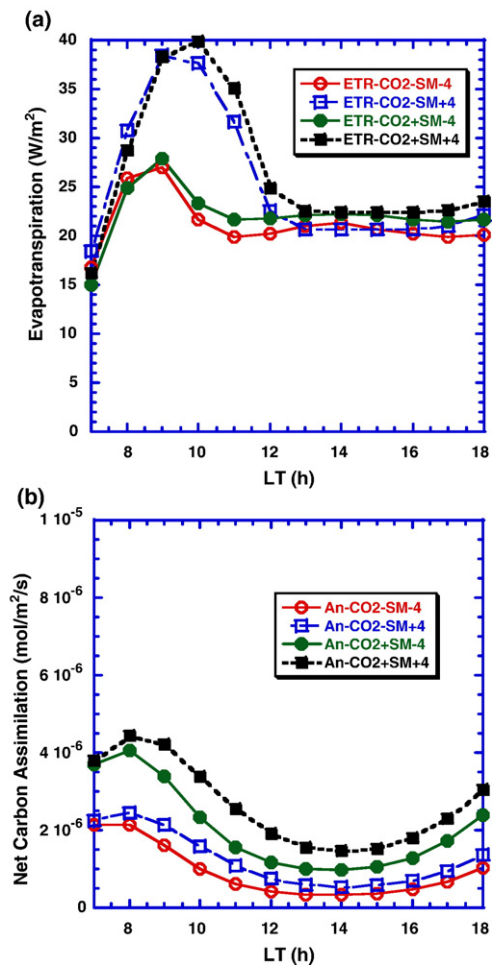 (a)
40
35
30
25
20
15
10
5
0
Evapotranspiration (W/m²)
ETR-CO2-SM-4
ETR-CO2-SM+4
ETR-CO2+SM-4
ETR-CO2+SM+4
8 10 12 14 16 18
LT (h)
(b)
1 10⁻⁵
8 10⁻⁶
6 10⁻⁶
4 10⁻⁶
2 10⁻⁶
0
Net Carbon Assimilation (mol/m²/s)
An-CO2-SM-4
An-CO2-SM+4
An-CO2+SM-4
An-CO2+SM+4
8 10 12 14 16 18
LT (h)